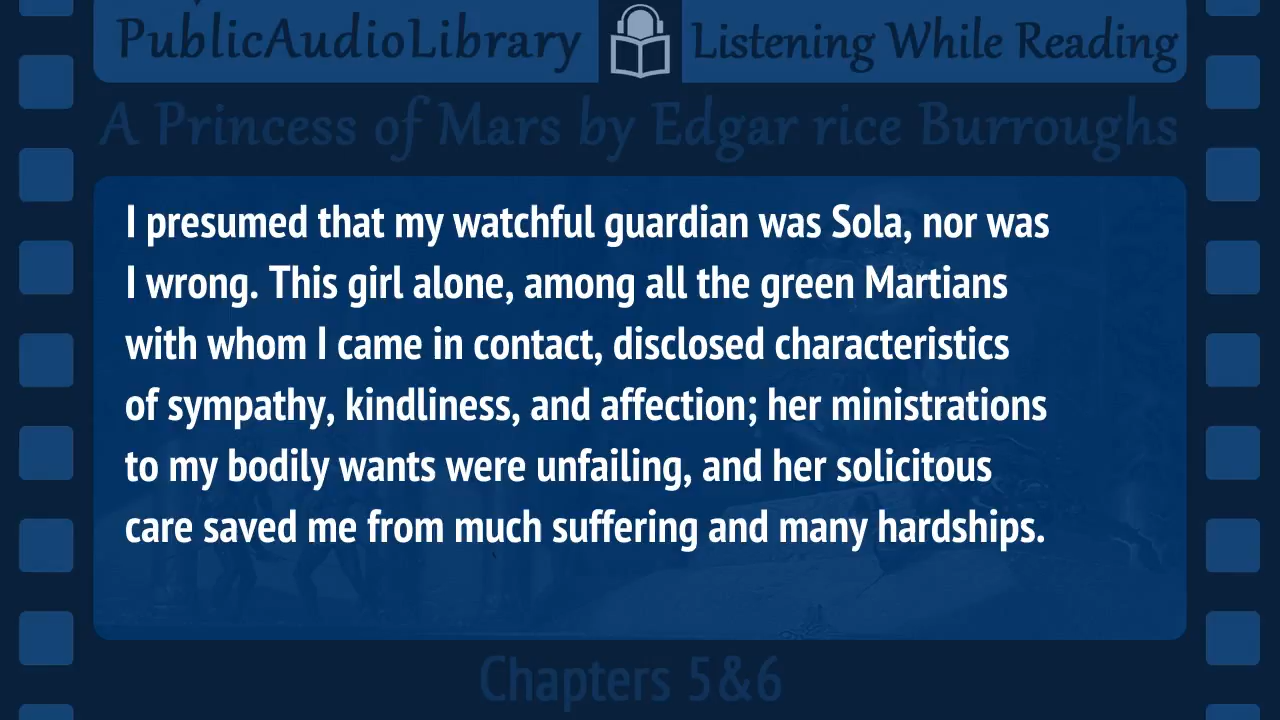 PublicAudioLibrary Listening While Reading
A Princess of Mars by Edgar rice Burroughs
I presumed that my watchful guardian was Sola, nor was
I wrong. This girl alone, among all the green Martians
with whom I came in contact, disclosed characteristics
of sympathy, kindliness, and affection; her ministrations
to my bodily wants were unfailing, and her solicitous
care saved me from much suffering and many hardships.
Chapters 5&6